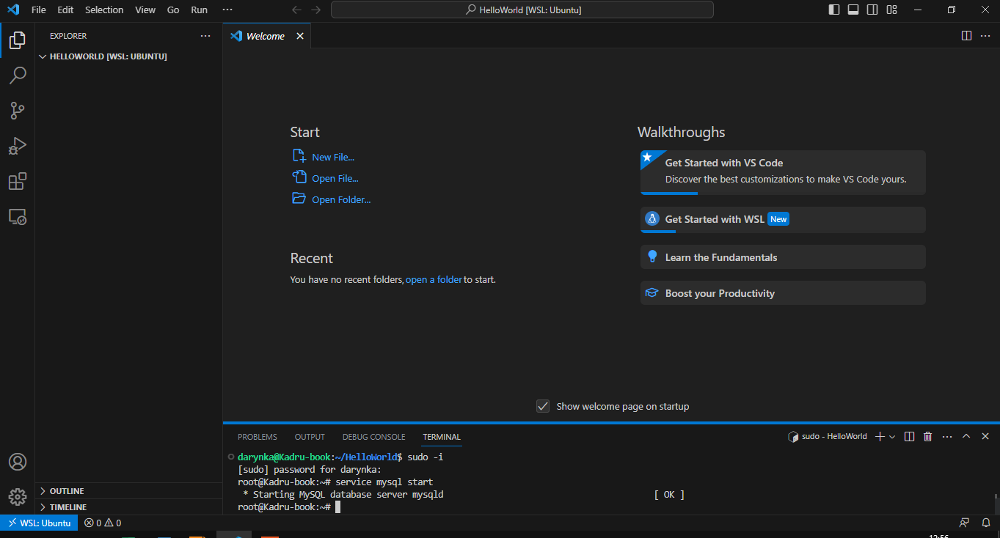 File Edit Selection View Go Run ···
HelloWorld [WSL: Ubuntu]
EXPLORER
HELLOWORLD [WSL: UBUNTU]
OUTLINE
TIMELINE
Welcome
Start
New File...
Open File...
Open Folder...
Recent
You have no recent folders, open a folder to start.
Walkthroughs
Get Started with VS Code
Discover the best customizations to make VS Code yours.
Get Started with WSL New
Learn the Fundamentals
Boost your Productivity
Show welcome page on startup
PROBLEMS OUTPUT DEBUG CONSOLE TERMINAL
sudo - HelloWorld
darynka@Kadru-book:~/HelloWorld$ sudo -i
[sudo] password for darynka:
root@Kadru-book:~# service mysql start
* Starting MySQL database server mysqld [ OK ]
root@Kadru-book:~#
WSL: Ubuntu 0 0